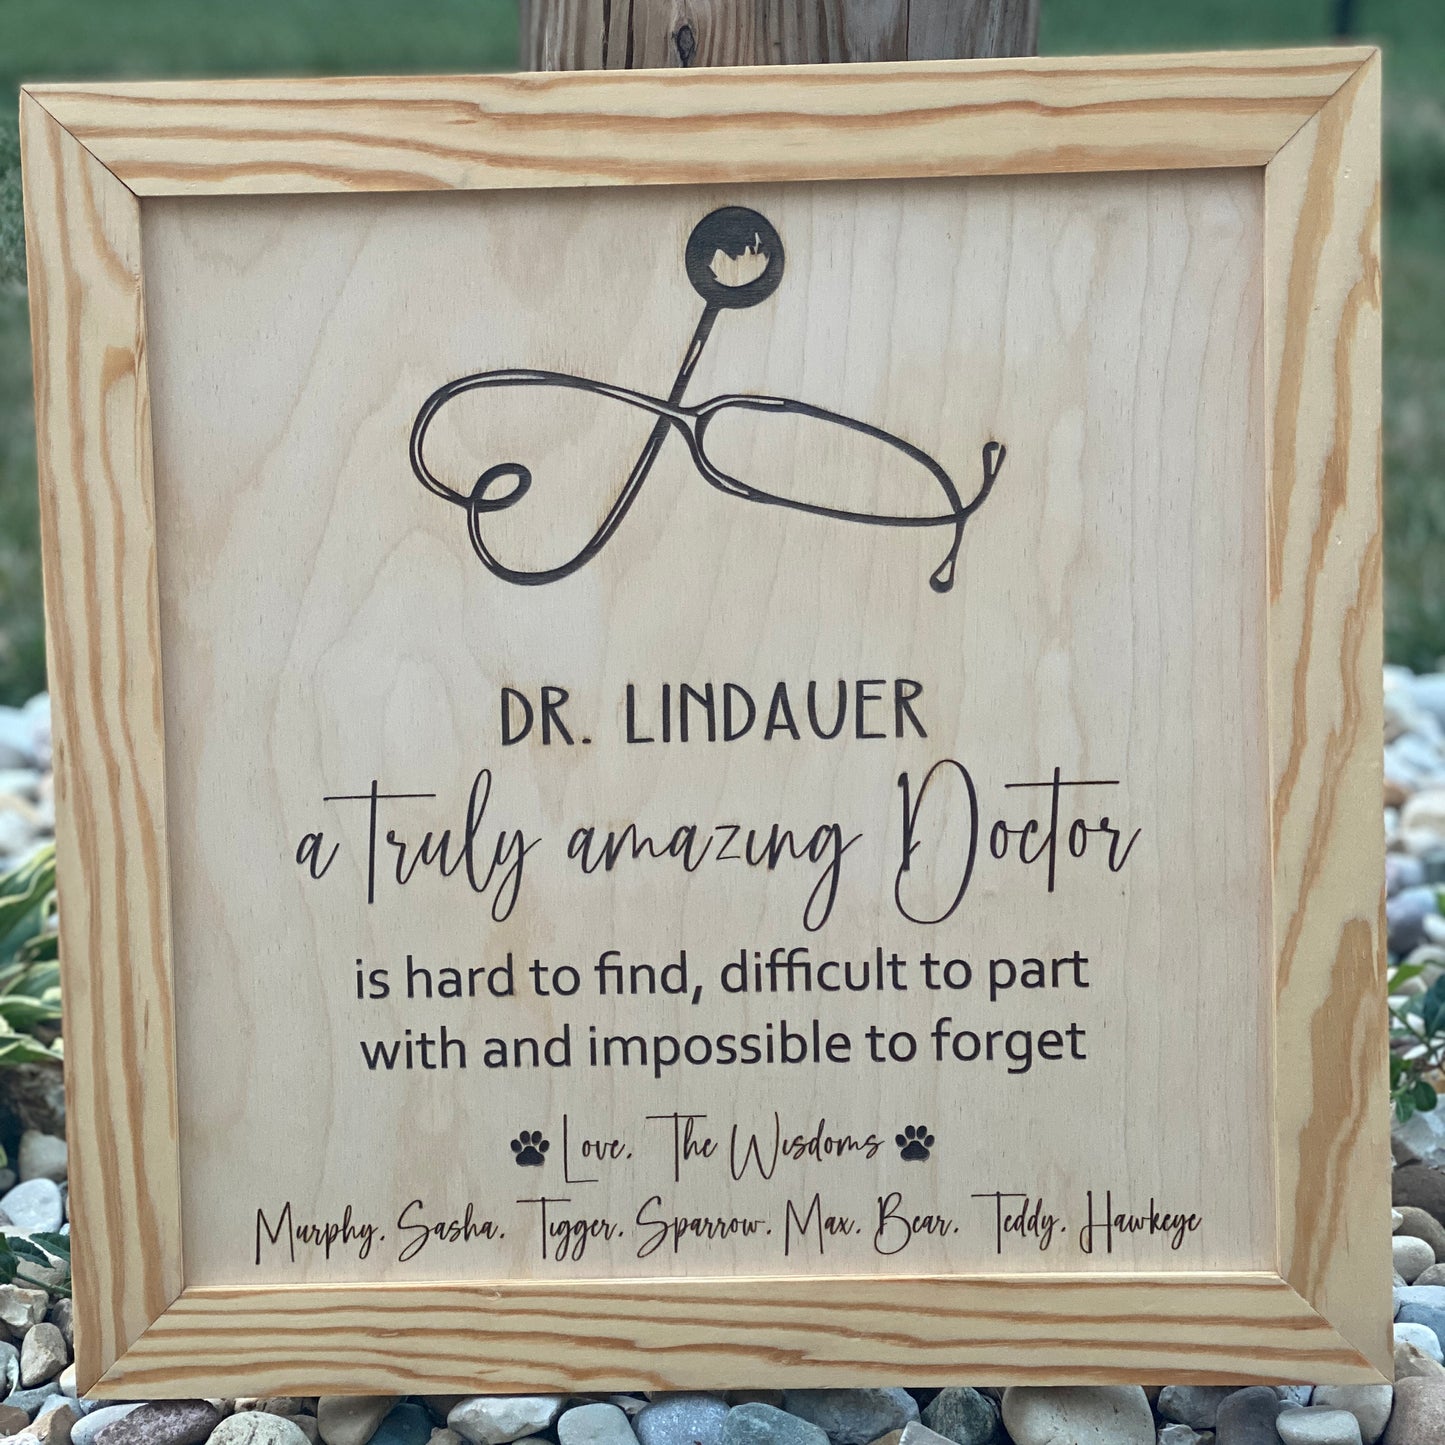 DR. LINDAUER
a truly amazing Doctor
is hard to find, difficult to part
with and impossible to forget
Love, The Wisdoms
Murphy, Sasha, Tigger, Sparrow, Max, Bear, Teddy, Hawkeye